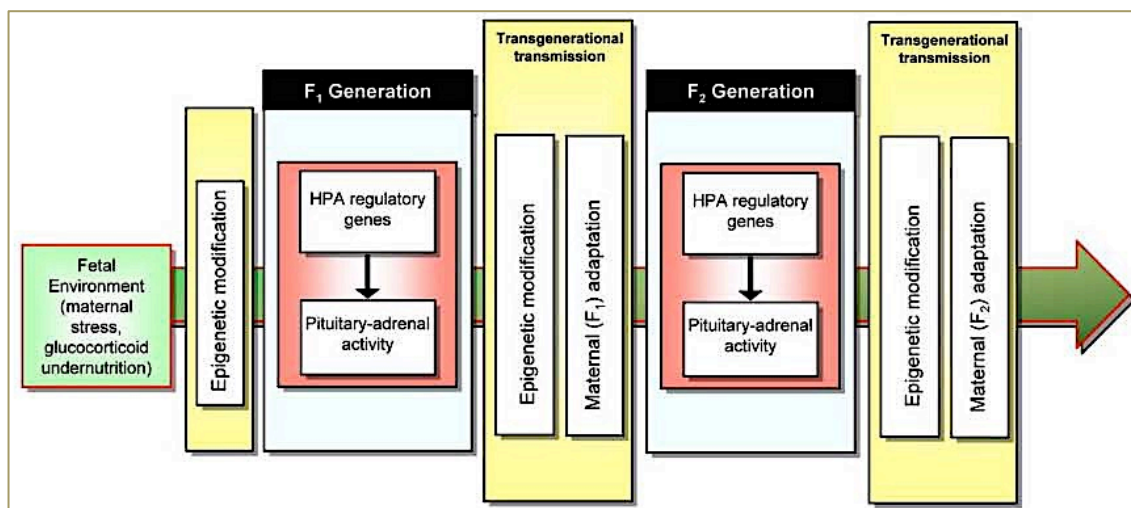 Fetal
Environment
(maternal
stress,
glucocorticoid
undernutrition)
Epigenetic modification
F₁ Generation
HPA regulatory
genes
Pituitary-adrenal
activity
Transgenerational
transmission
Epigenetic modification
Maternal (F₁) adaptation
F₂ Generation
HPA regulatory
genes
Pituitary-adrenal
activity
Transgenerational
transmission
Epigenetic modification
Maternal (F₂) adaptation